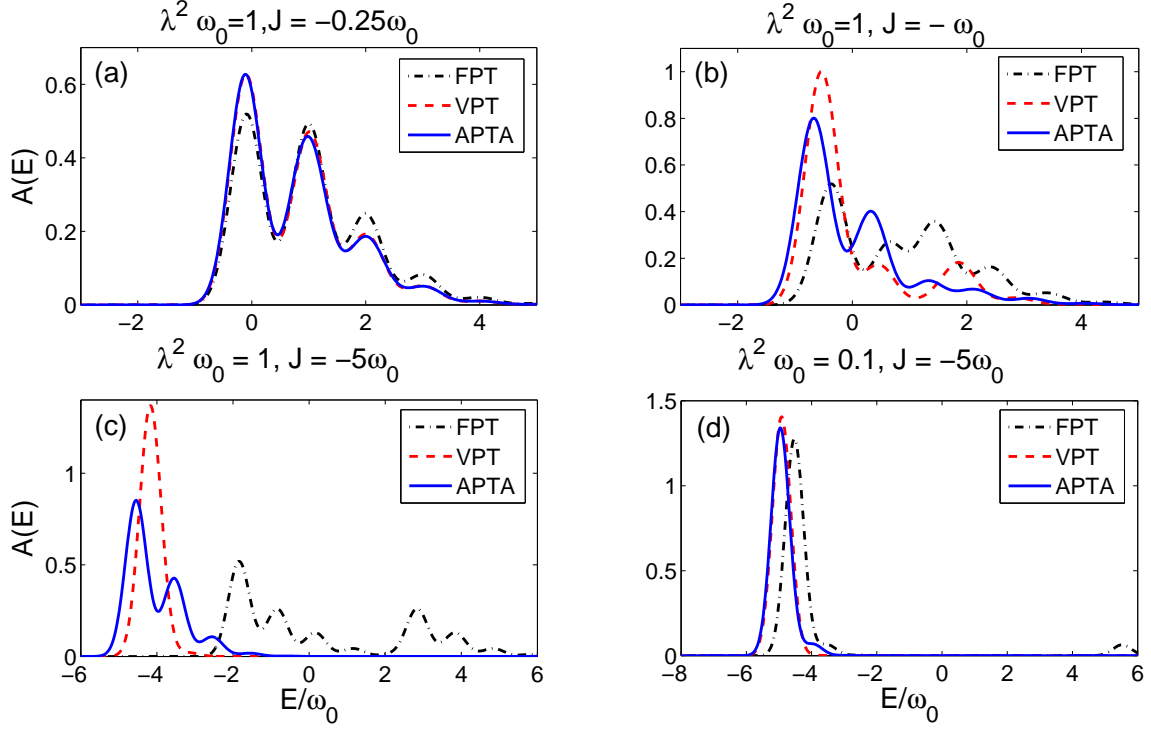 λ² ω₀=1,J = −0.25ω₀
(a)
FPT
VPT
APTA
A(E)
0.6
0.4
0.2
0
−2 0 2 4
λ² ω₀=1, J = − ω₀
(b)
FPT
VPT
APTA
1
0.8
0.6
0.4
0.2
0
−2 0 2 4
λ² ω₀ = 1, J = −5ω₀
(c)
FPT
VPT
APTA
A(E)
1
0.5
0
−6 −4 −2 0 2 4 6
E/ω₀
λ² ω₀ = 0.1, J = −5ω₀
(d)
FPT
VPT
APTA
1.5
1
0.5
0
−8 −6 −4 −2 0 2 4 6
E/ω₀